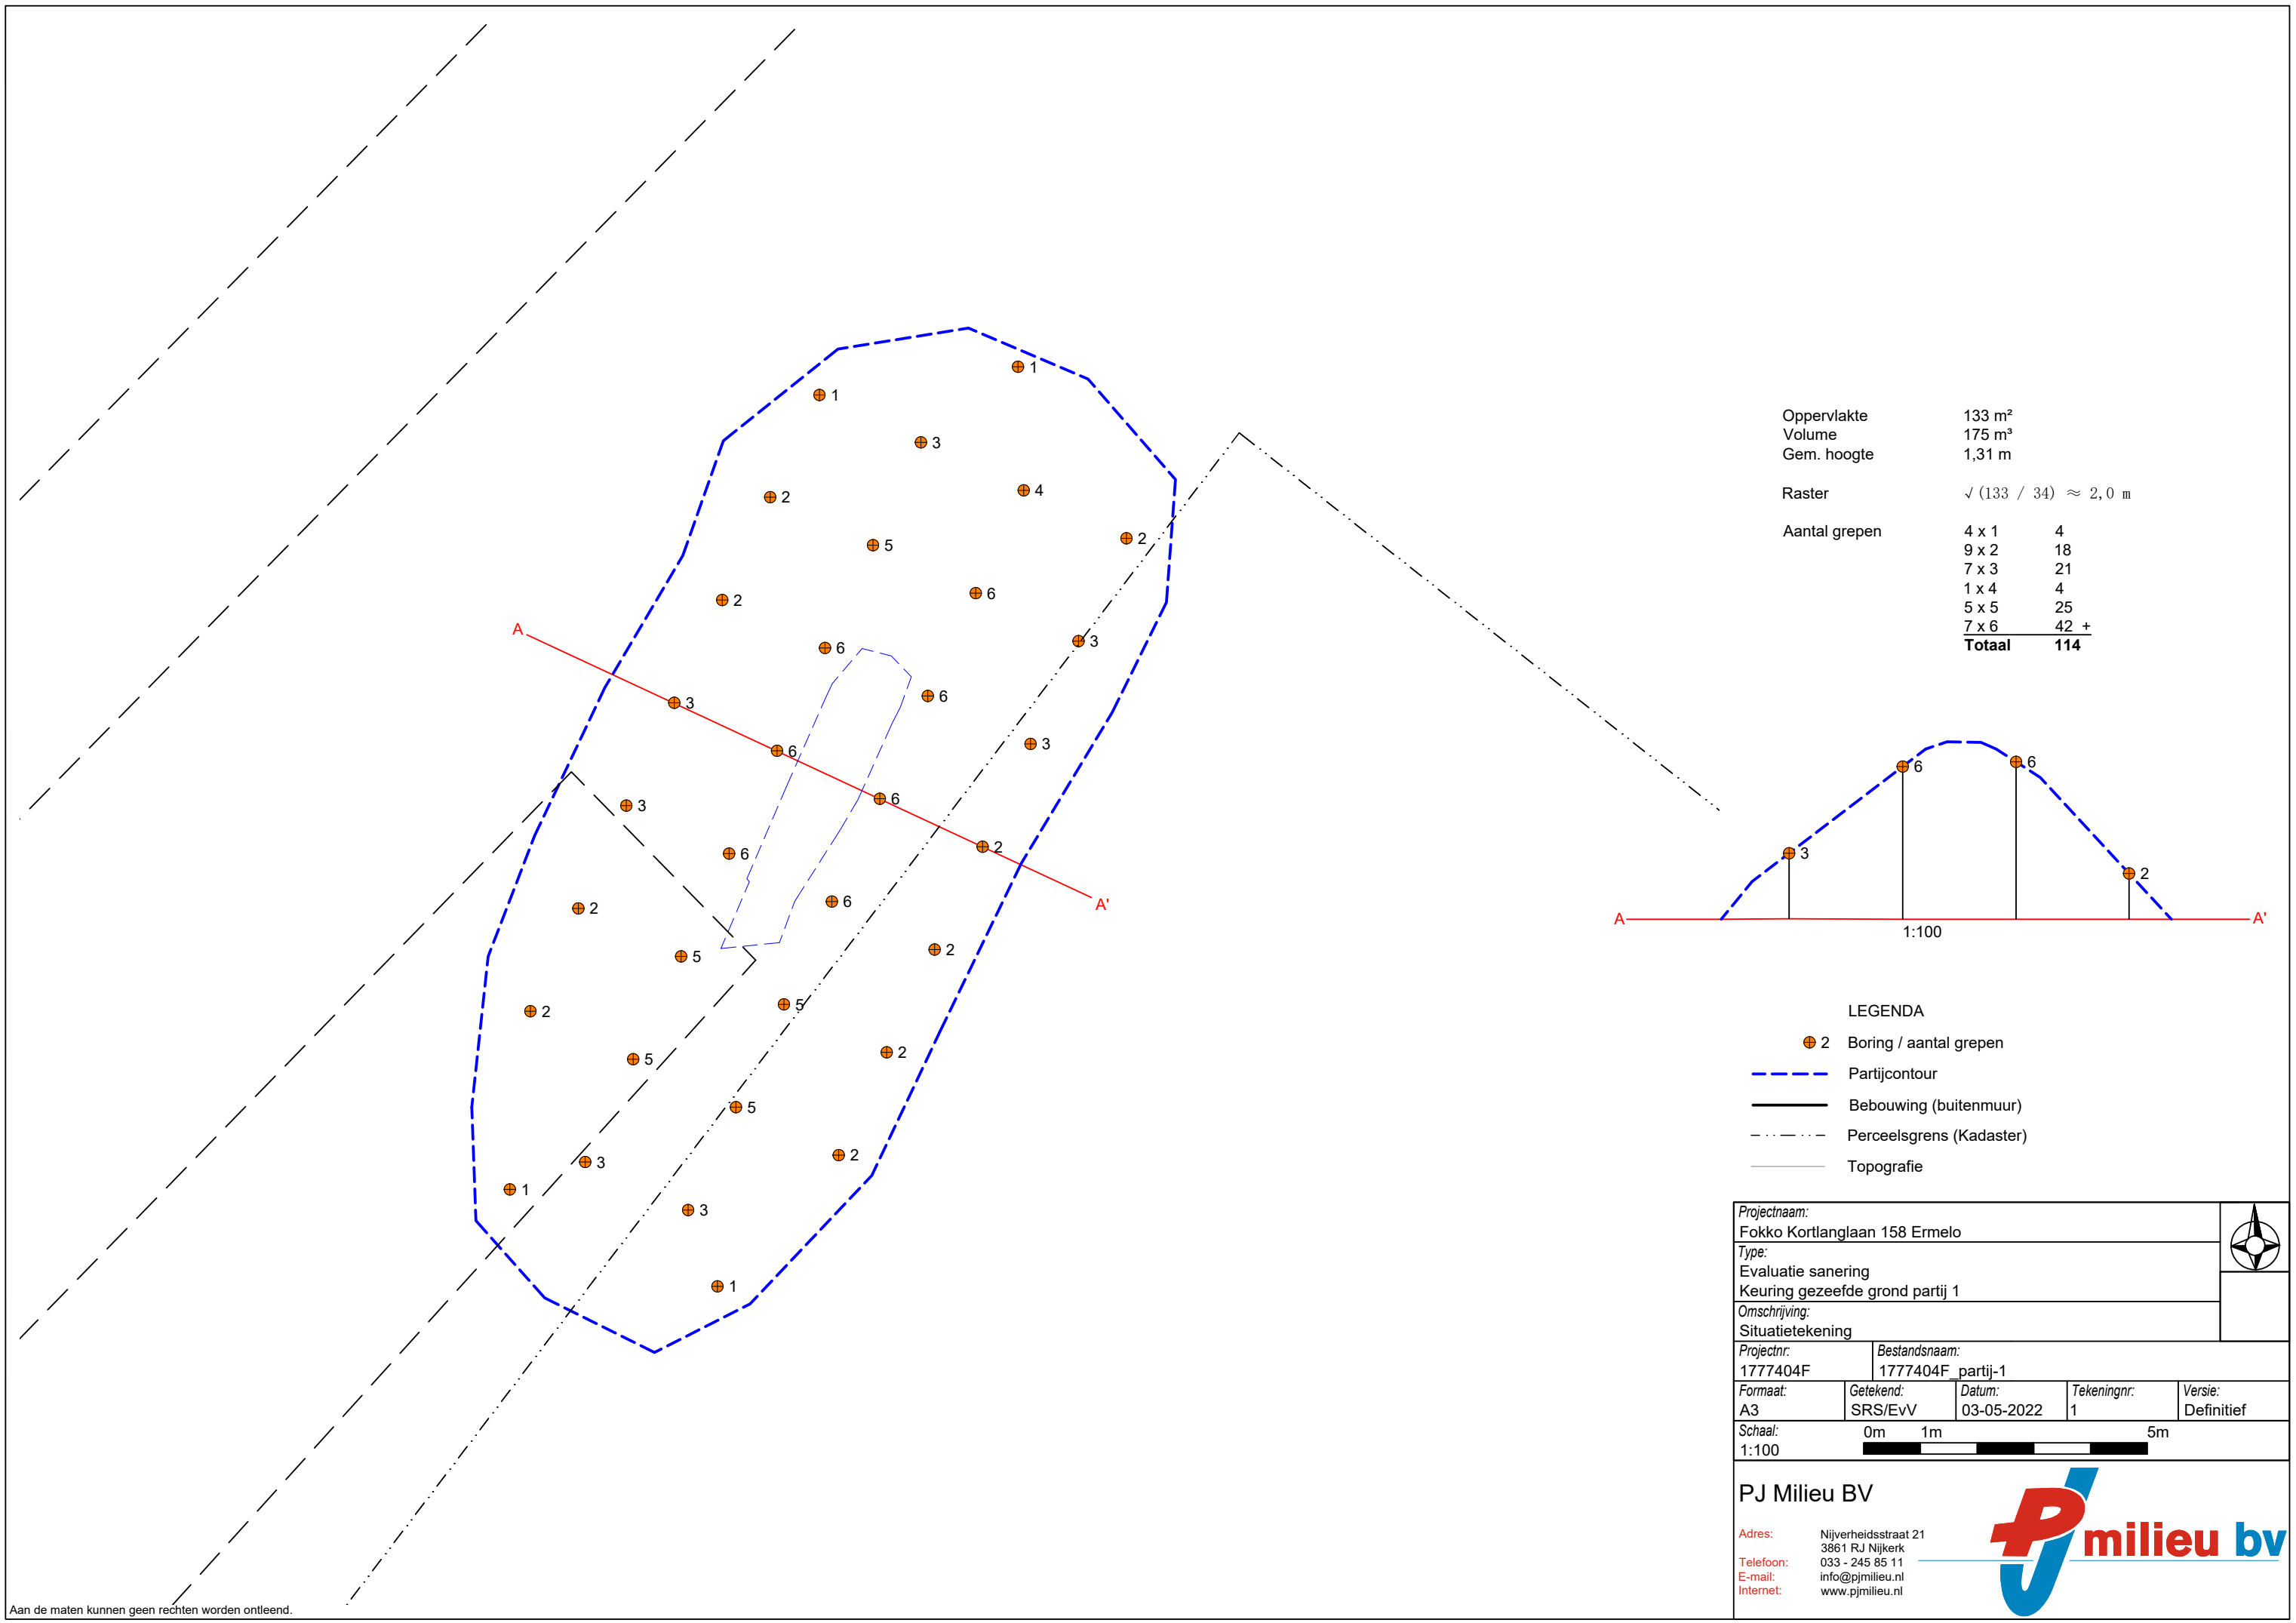 1
1
3
2
4
5
2
2
6
A
6
3
6
3
3
6
6
3
2
A'
6
6
2
5
2
2
5
5
2
5
2
3
1
3
1
Oppervlakte 133 m²
Volume 175 m³
Gem. hoogte 1,31 m
Raster √(133 / 34) ≈ 2,0 m
Aantal grepen 4 x 1 4
9 x 2 18
7 x 3 21
1 x 4 4
5 x 5 25
7 x 6 42 +
Totaal 114
6
6
3
2
A A'
1:100
LEGENDA
2 Boring / aantal grepen
Partijcontour
Bebouwing (buitenmuur)
Perceelsgrens (Kadaster)
Topografie
Projectnaam:
Fokko Kortlanglaan 158 Ermelo
Type:
Evaluatie sanering
Keuring gezeefde grond partij 1
Omschrijving:
Situatietekening
Projectnr: Bestandsnaam:
1777404F 1777404F_partij-1
Formaat: Getekend: Datum: Tekeningnr: Versie:
A3 SRS/EvV 03-05-2022 1 Definitief
Schaal: 0m 1m 5m
1:100
PJ Milieu BV
Adres: Nijverheidsstraat 21
3861 RJ Nijkerk
Telefoon: 033 - 245 85 11
E-mail: info@pjmilieu.nl
Internet: www.pjmilieu.nl
PJ milieu bv
Aan de maten kunnen geen rechten worden ontleend.